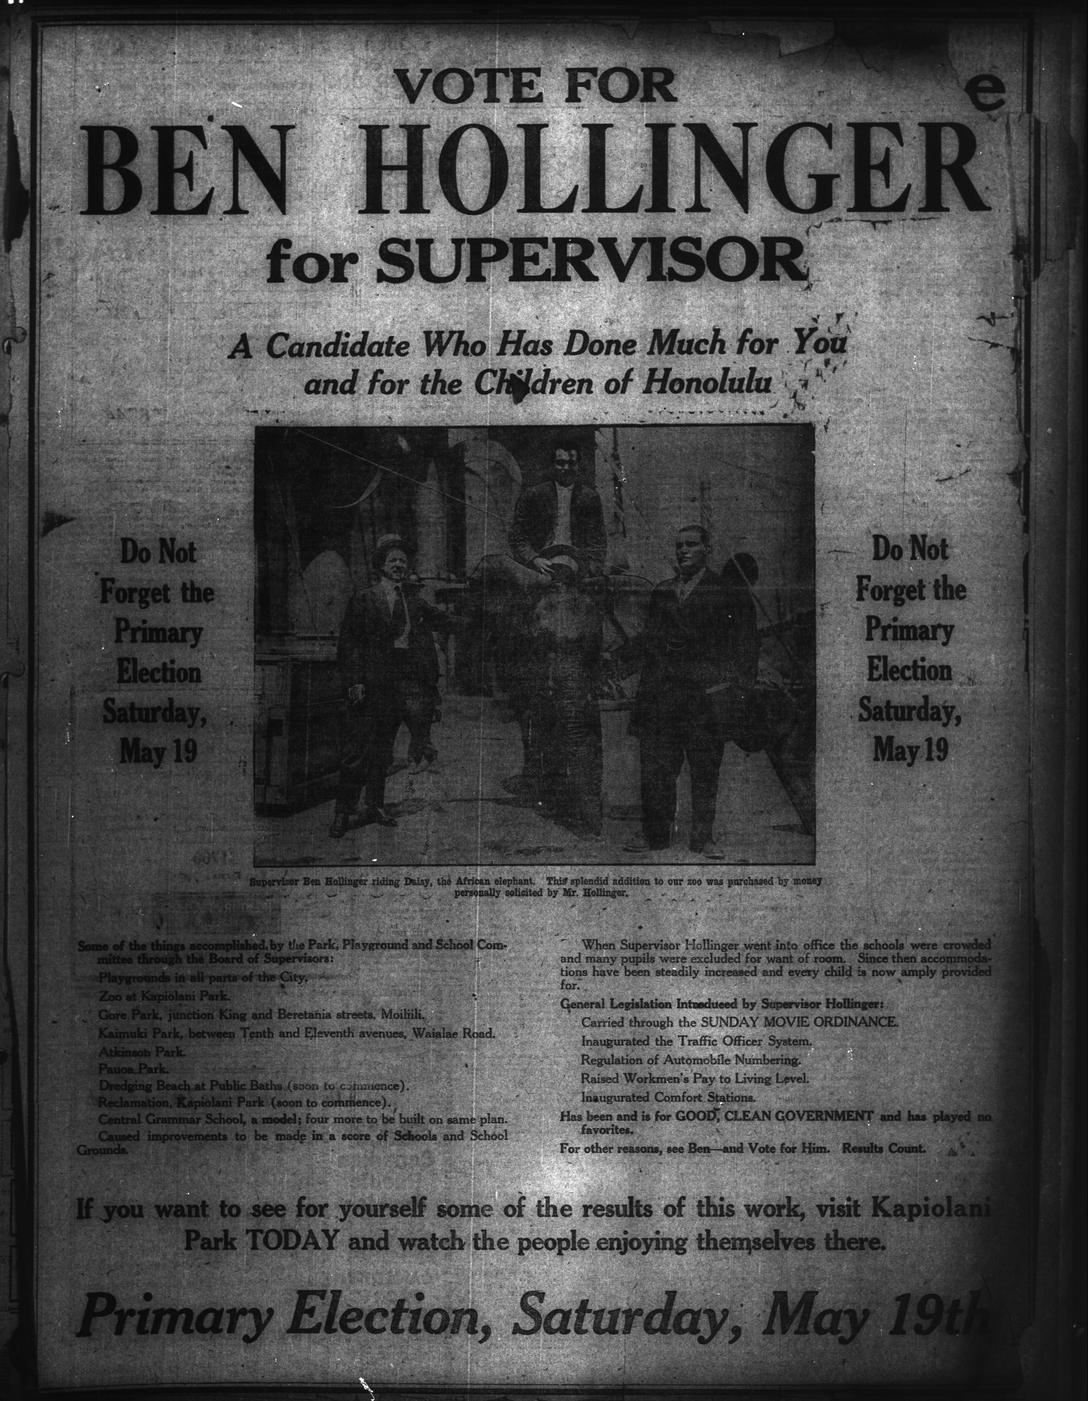 VOTE FOR
e
BEN HOLLINGER
for SUPERVISOR
A Candidate Who Has Done Much for You
and for the Children of Honolulu
Do Not
Forget the
Primary
Election
Saturday,
May 19
Do Not
Forget the
Primary
Election
Saturday,
May 19
Supervisor Ben Hollinger riding Daisy, the African elephant. This splendid addition to our zoo was purchased by money
personally solicited by Mr. Hollinger.
Some of the things accomplished by the Park, Playground and School Com-
mittee through the Board of Supervisors:
Playgrounds in all parts of the City.
Zoo at Kapiolani Park.
Gore Park, junction King and Beretania streets, Moiliili.
Kaimuki Park, between Tenth and Eleventh avenues, Waialae Road.
Atkinson Park.
Pauoa Park.
Dredging Beach at Public Baths (soon to commence).
Reclamation, Kapiolani Park (soon to commence).
Central Grammar School, a model; four more to be built on same plan.
Caused improvements to be made in a score of Schools and School
Grounds.
When Supervisor Hollinger went into office the schools were crowded
and many pupils were excluded for want of room. Since then accommoda-
tions have been steadily increased and every child is now amply provided
for.
General Legislation Introduced by Supervisor Hollinger:
Carried through the SUNDAY MOVIE ORDINANCE.
Inaugurated the Traffic Officer System.
Regulation of Automobile Numbering.
Raised Workmen's Pay to Living Level.
Inaugurated Comfort Stations.
Has been and is for GOOD, CLEAN GOVERNMENT and has played no
favorites.
For other reasons, see Ben—and Vote for Him. Results Count.
If you want to see for yourself some of the results of this work, visit Kapiolani
Park TODAY and watch the people enjoying themselves there.
Primary Election, Saturday, May 19th